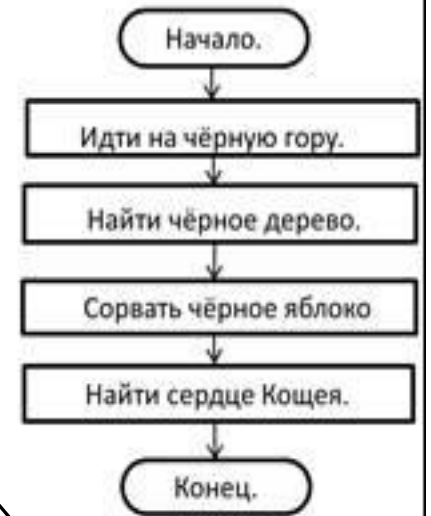 Начало.
Идти на чёрную гору.
Найти чёрное дерево.
Сорвать чёрное яблоко
Найти сердце Кощея.
Конец.